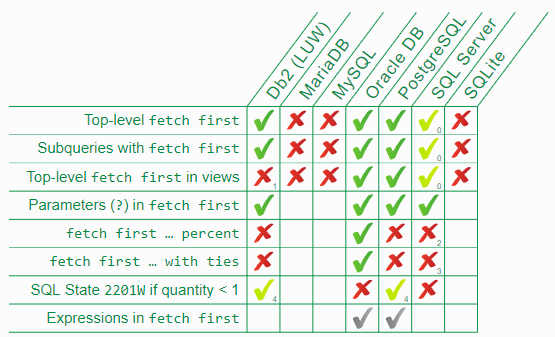 Db2 (LUW)
MariaDB
MySQL
Oracle DB
PostgreSQL
SQL Server
SQLite
Top-level fetch first 0
Subqueries with fetch first 0
Top-level fetch first in views 1 0
Parameters (?) in fetch first
fetch first … percent 2
fetch first … with ties 3
SQL State 2201W if quantity < 1 4 4
Expressions in fetch first